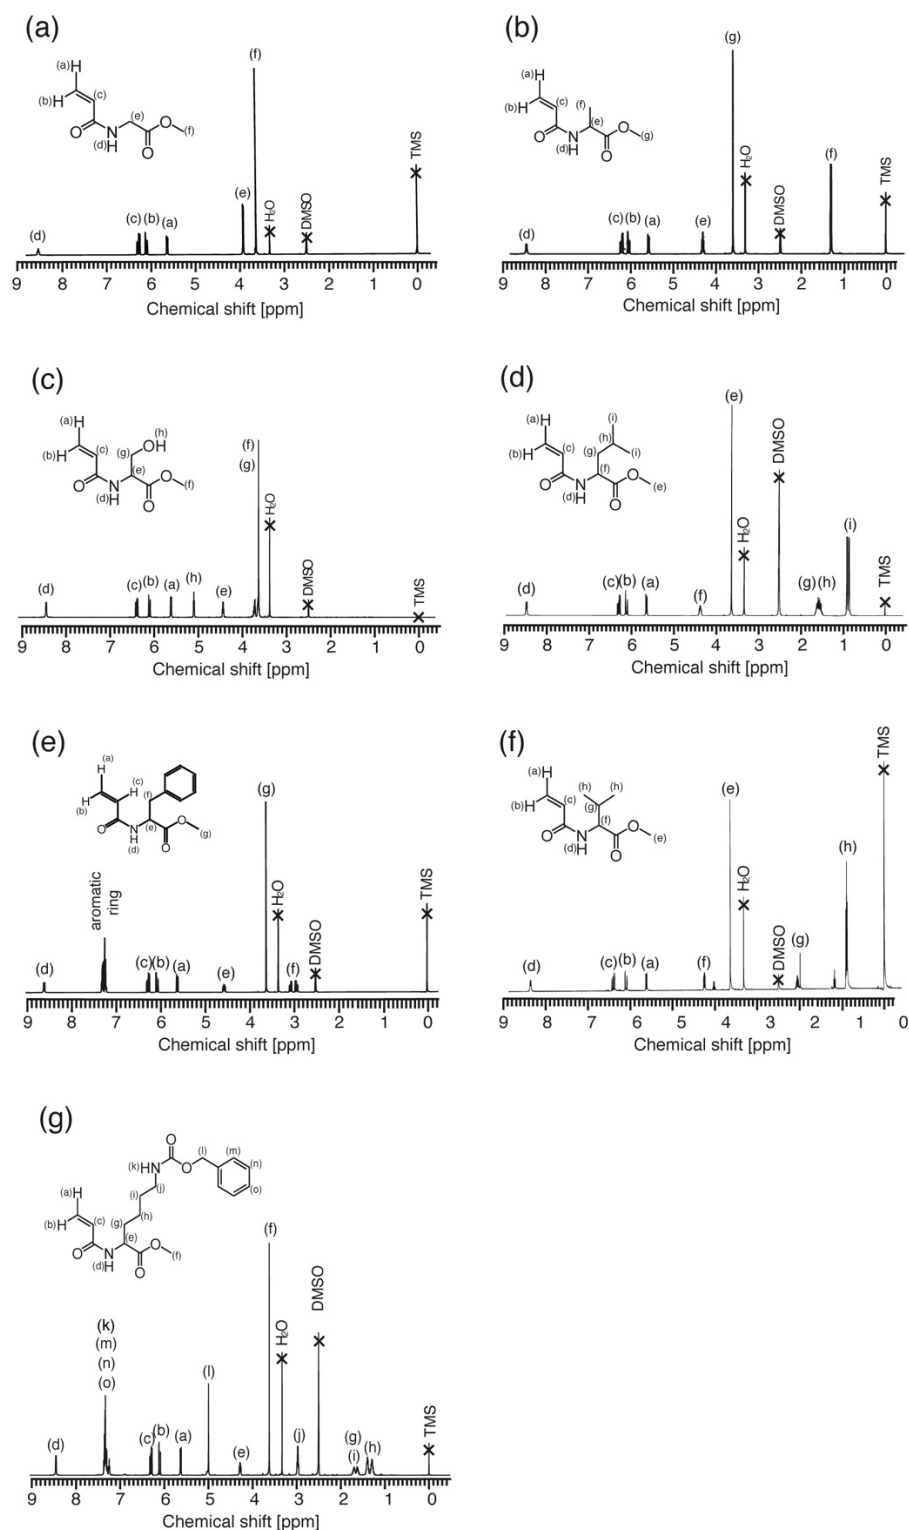 (a)
(f)
(a)H
(b)H
(c)
(e)
O
N
H
(d)
O
O
(f)
(d)
(c) (b) (a)
(e)
H₂O
DMSO
TMS
9 8 7 6 5 4 3 2 1 0
Chemical shift [ppm]
(b)
(g)
(a)H
(b)H
(c)
(f)
(e)
O
N
H
(d)
O
O
(g)
(d)
(c)(b) (a)
(e)
H₂O
DMSO
(f)
TMS
9 8 7 6 5 4 3 2 1 0
Chemical shift [ppm]
(c)
(a)H
(b)H
(c)
(g)
OH
(h)
(e)
O
N
(d)H
O
O
(f)
(f)
(g)
H₂O
(d)
(c) (b) (a) (h) (e)
DMSO
TMS
9 8 7 6 5 4 3 2 1 0
Chemical shift [ppm]
(d)
(e)
(a)H
(b)H
(c)
(g)
(h)
(i)
(i)
(f)
O
N
(d)H
O
O
(e)
DMSO
H₂O
(i)
(d)
(c)(b) (a)
(f)
(g) (h)
TMS
9 8 7 6 5 4 3 2 1 0
Chemical shift [ppm]
(e)
(a)
H
H
(b)
(c)
H
(f)
(e)
O
N
H
(d)
O
O
(g)
(g)
aromatic
ring
H₂O
TMS
(d)
(c)(b) (a)
(e)
(f)
DMSO
9 8 7 6 5 4 3 2 1 0
Chemical shift [ppm]
(f)
TMS
(e)
(a)H
(b)H
(c)
(h)
(h)
(g)
(f)
O
N
(d)H
O
O
(e)
H₂O
(h)
(d)
(c) (b) (a)
(f)
DMSO
(g)
9 8 7 6 5 4 3 2 1 0
Chemical shift [ppm]
(g)
O
(k)HN
O
(l)
(m)
(n)
(o)
(j)
(i)
(h)
(g)
(a)H
(b)H
(c)
(e)
O
N
(d)H
O
O
(f)
(f)
DMSO
H₂O
(k)
(m)
(n)
(o)
(l)
(d)
(c)(b) (a)
(e)
(j)
(g)
(i) (h)
TMS
9 8 7 6 5 4 3 2 1 0
Chemical shift [ppm]